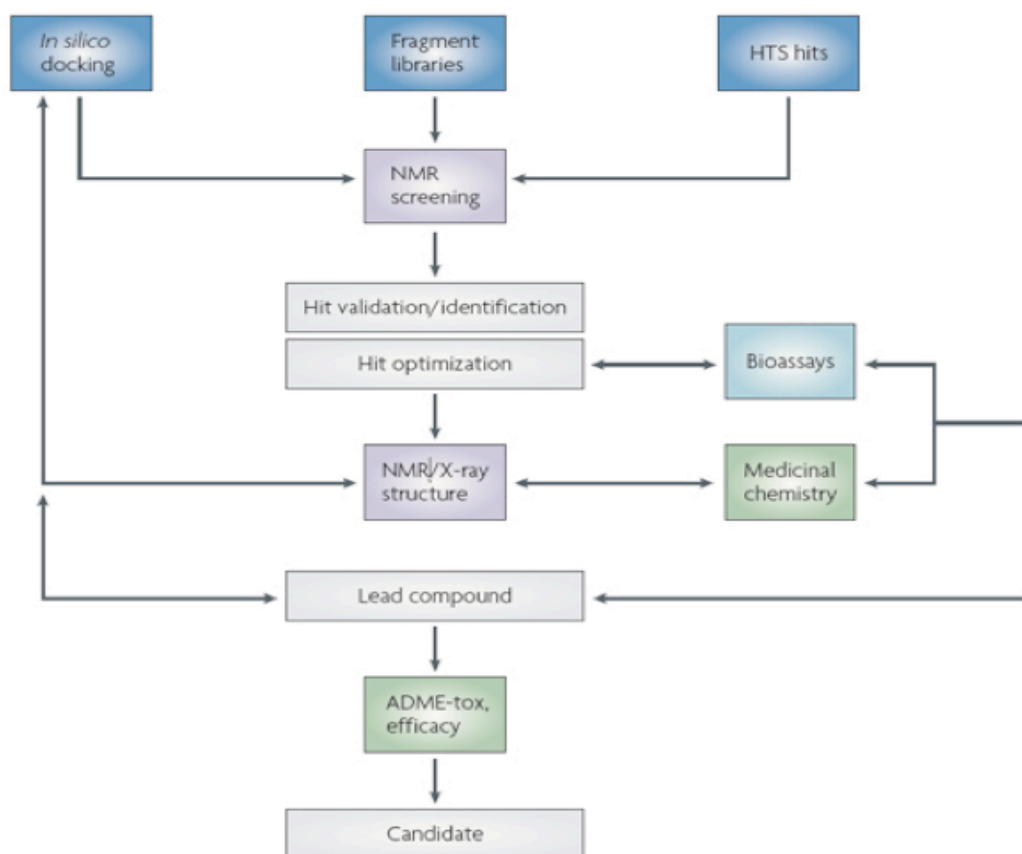 In silico
docking
Fragment
libraries
HTS hits
NMR
screening
Hit validation/identification
Hit optimization
Bioassays
NMR/X-ray
structure
Medicinal
chemistry
Lead compound
ADME-tox,
efficacy
Candidate